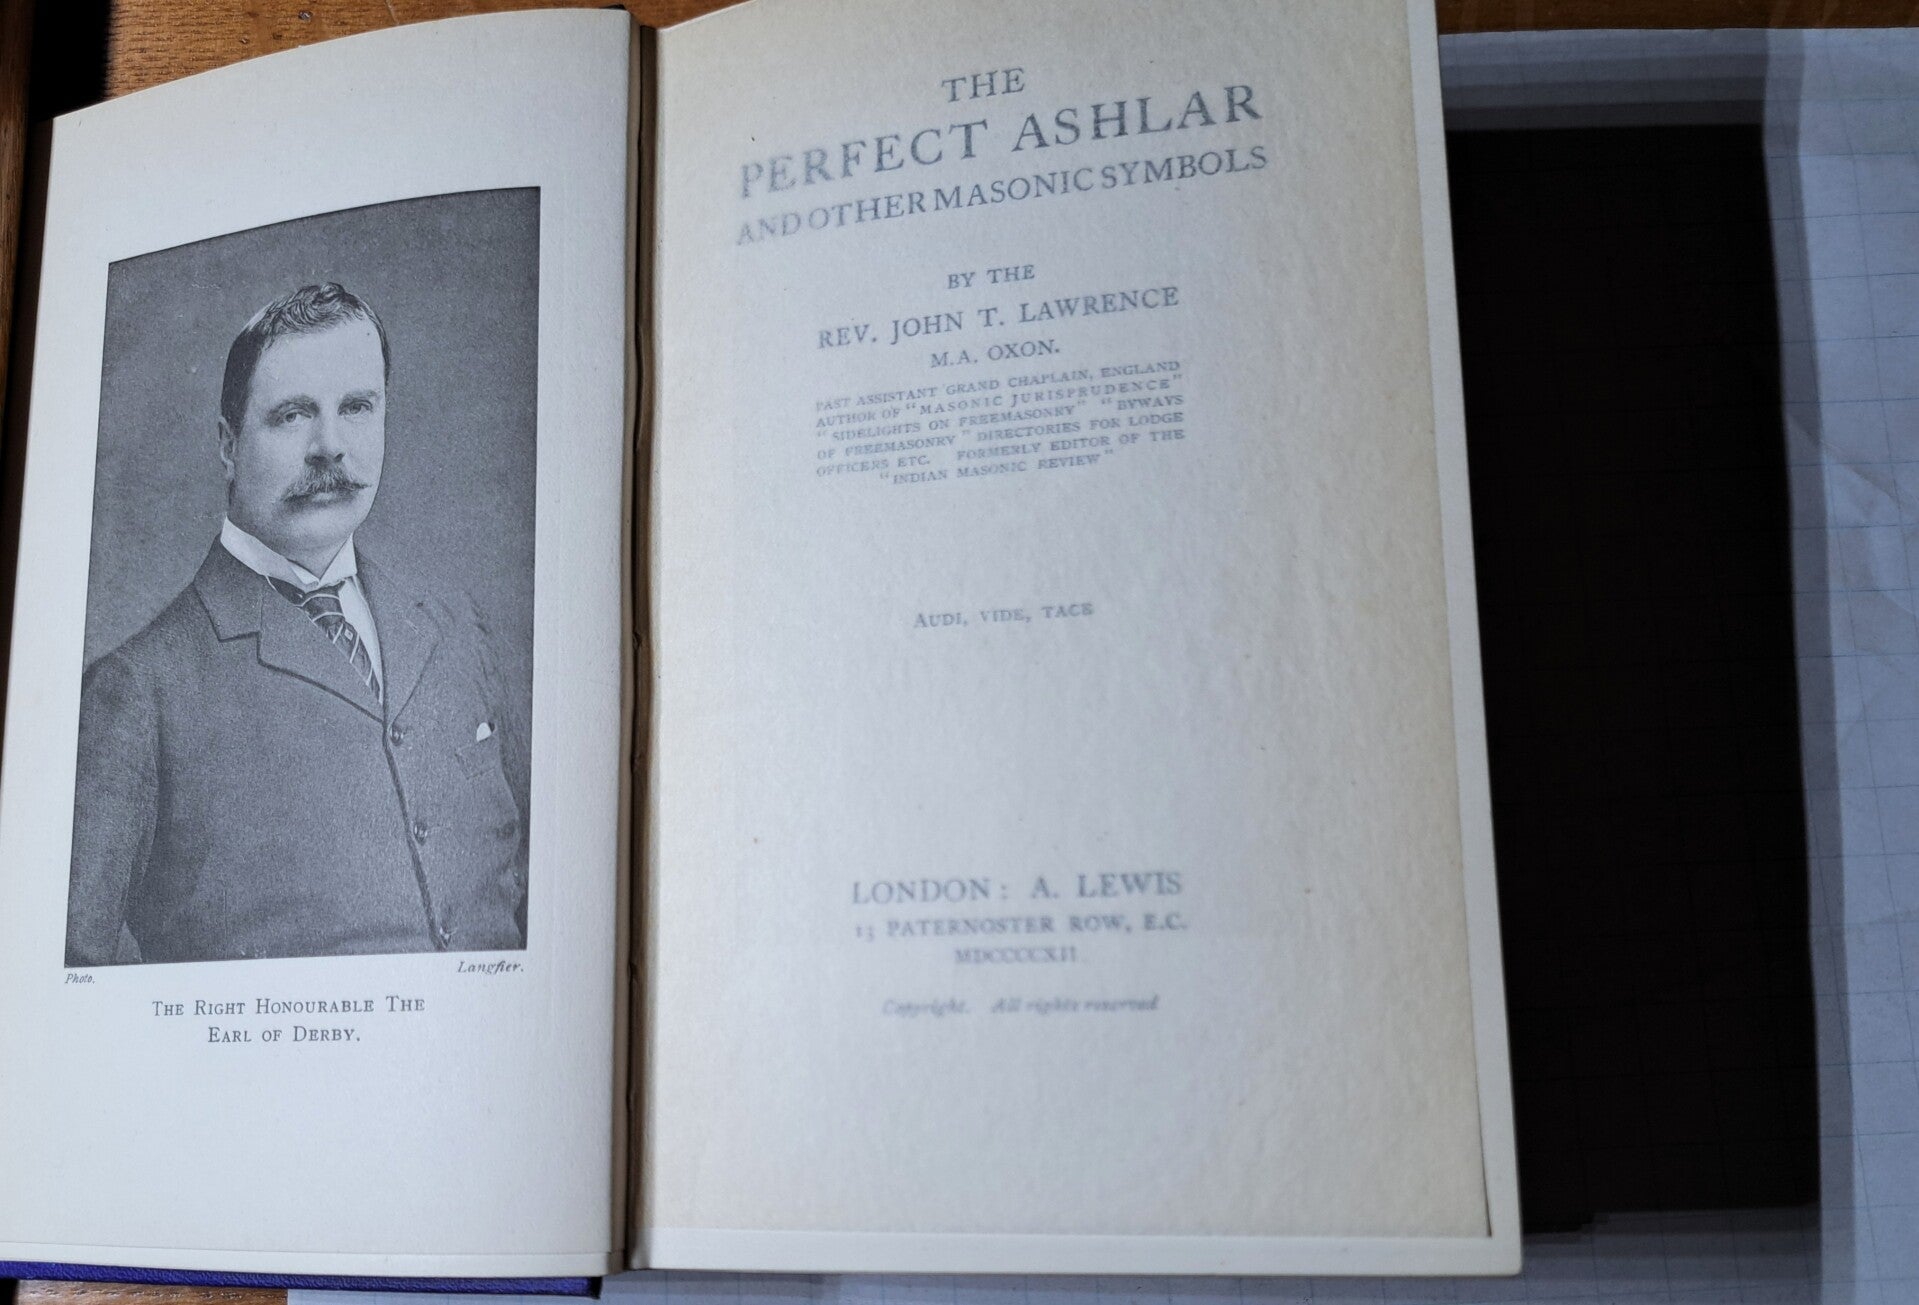 Photo.
Langfier.
THE RIGHT HONOURABLE THE
EARL OF DERBY.
THE
PERFECT ASHLAR
AND OTHER MASONIC SYMBOLS
BY THE
REV. JOHN T. LAWRENCE
M.A. OXON.
PAST ASSISTANT GRAND CHAPLAIN, ENGLAND
AUTHOR OF "MASONIC JURISPRUDENCE"
"SIDELIGHTS ON FREEMASONRY" "BYWAYS
OF FREEMASONRY" DIRECTORIES FOR LODGE
OFFICERS ETC. FORMERLY EDITOR OF THE
"INDIAN MASONIC REVIEW"
AUDI, VIDE, TACE
LONDON: A. LEWIS
13 PATERNOSTER ROW, E.C.
MDCCCCXII
Copyright. All rights reserved